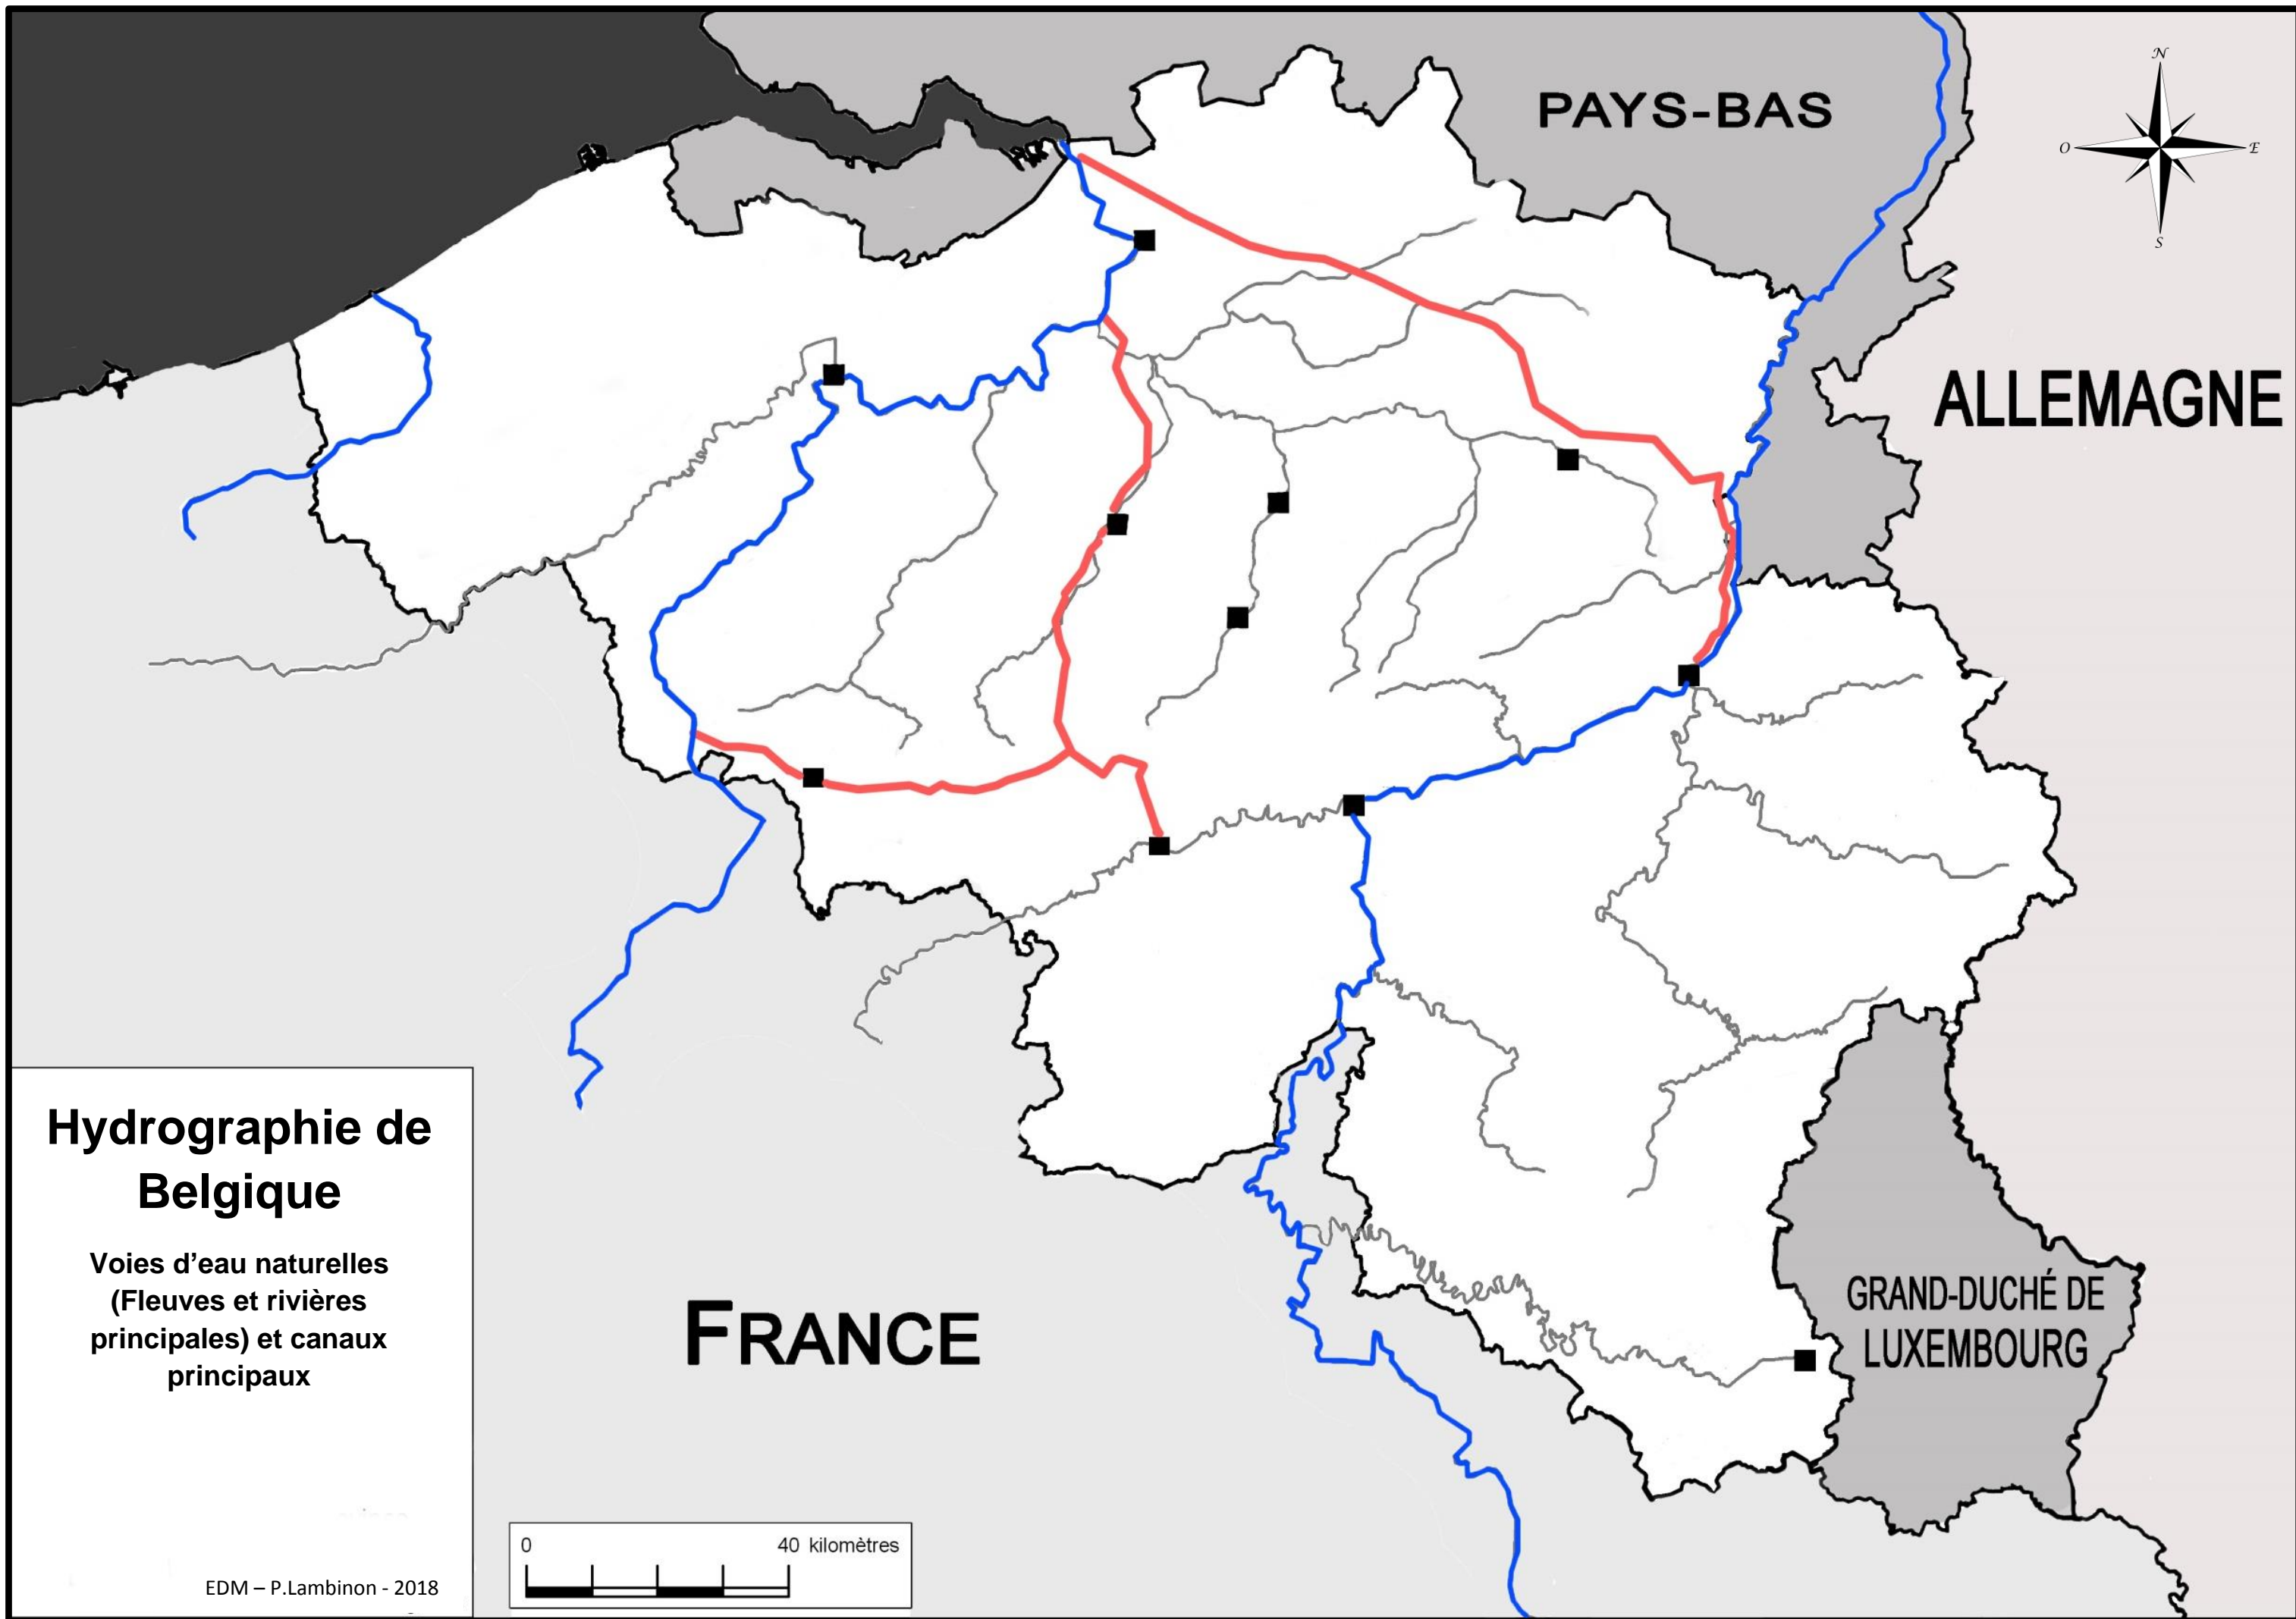 PAYS-BAS
N
O
E
S
ALLEMAGNE
Hydrographie de
Belgique
Voies d’eau naturelles
(Fleuves et rivières
principales) et canaux
principaux
EDM – P.Lambinon - 2018
FRANCE
GRAND-DUCHÉ DE
LUXEMBOURG
0
40 kilomètres